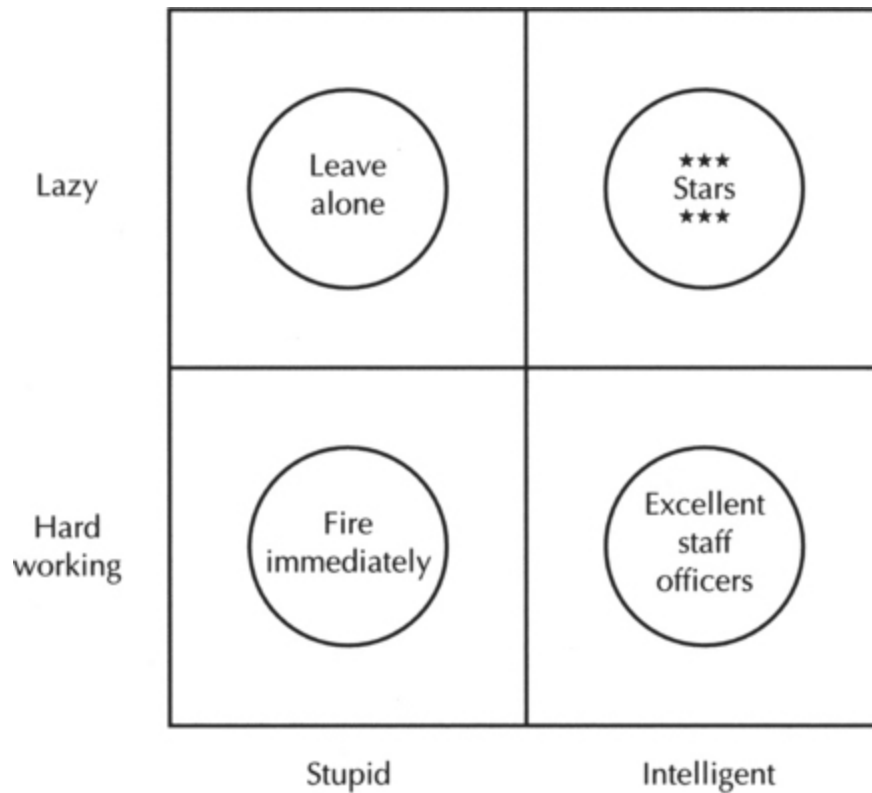 Lazy
Leave
alone
★★★
Stars
★★★
Hard
working
Fire
immediately
Excellent
staff
officers
Stupid
Intelligent